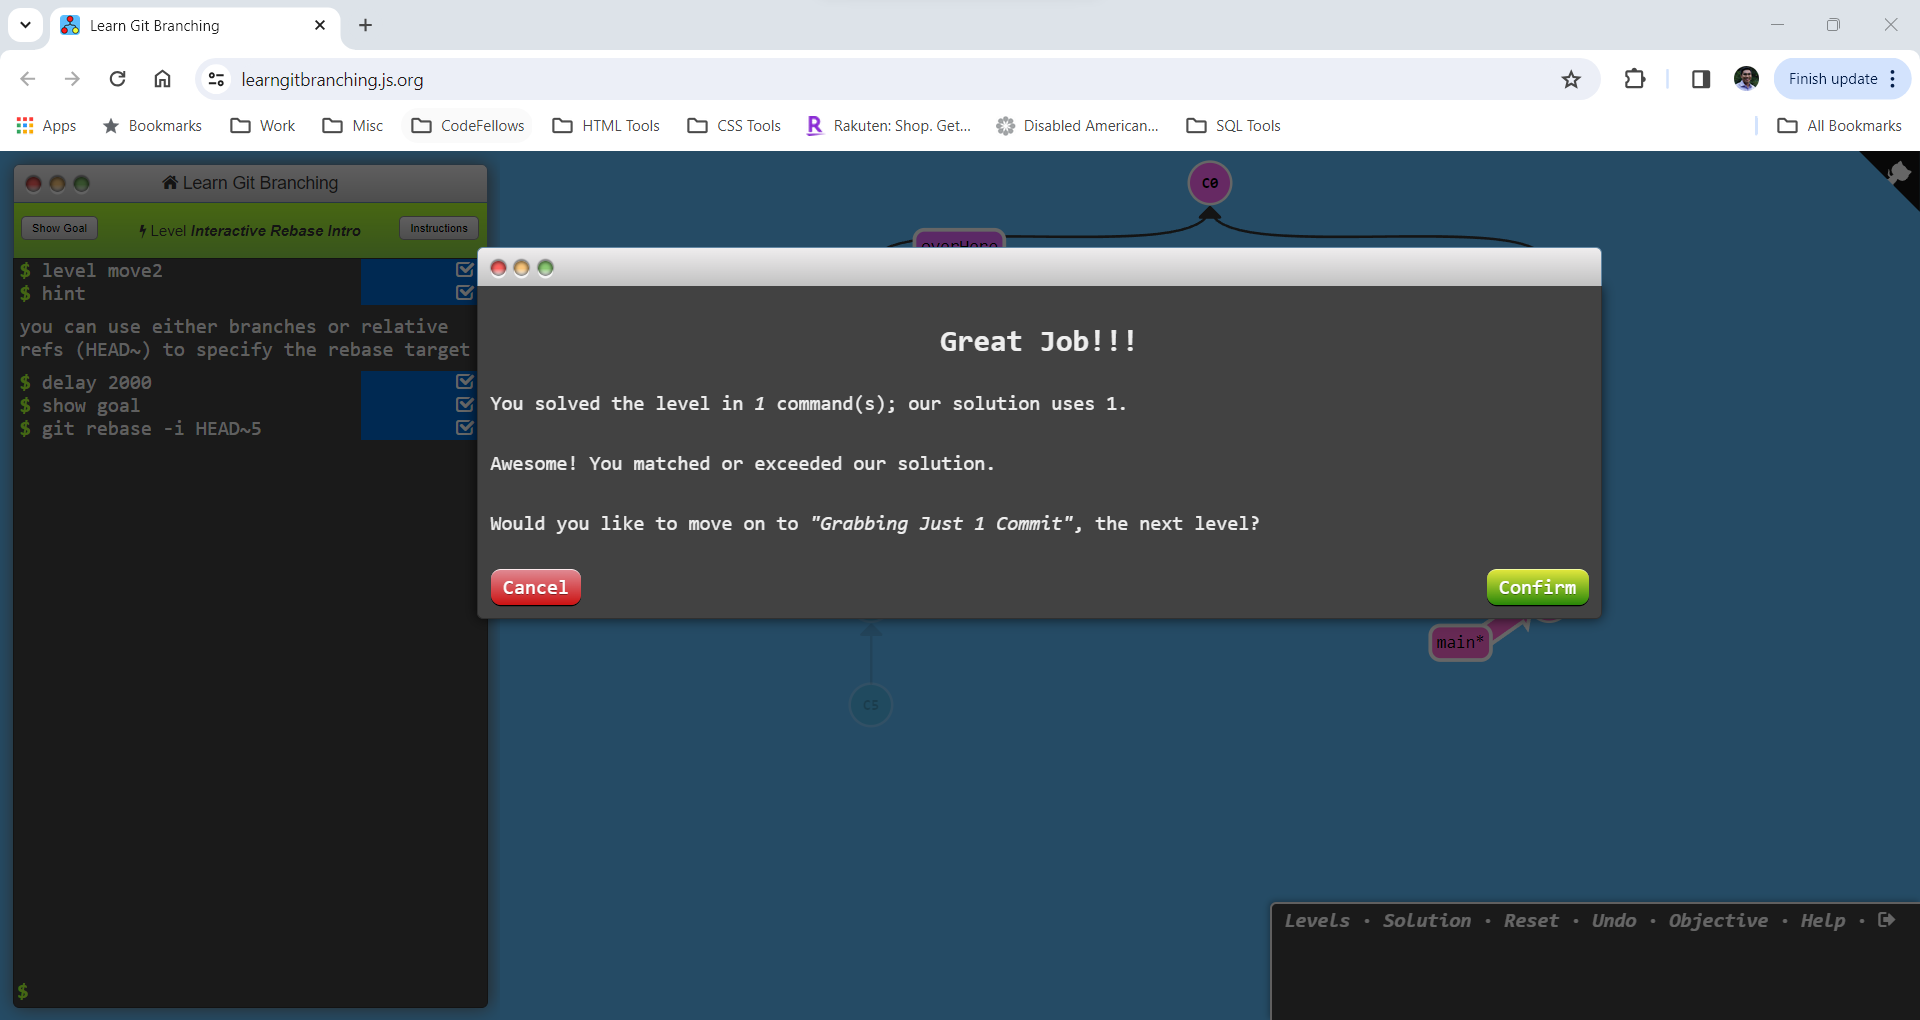 Learn Git Branching
learngitbranching.js.org
Finish update
Apps
Bookmarks
Work
Misc
CodeFellows
HTML Tools
CSS Tools
Rakuten: Shop. Get...
Disabled American...
SQL Tools
All Bookmarks
Learn Git Branching
Show Goal
Level Interactive Rebase Intro
Instructions
$ level move2
$ hint
you can use either branches or relative
refs (HEAD~) to specify the rebase target
$ delay 2000
$ show goal
$ git rebase -i HEAD~5
$
C0
overHere
Great Job!!!
You solved the level in 1 command(s); our solution uses 1.
Awesome! You matched or exceeded our solution.
Would you like to move on to "Grabbing Just 1 Commit", the next level?
Cancel
Confirm
main*
C5
Levels · Solution · Reset · Undo · Objective · Help ·